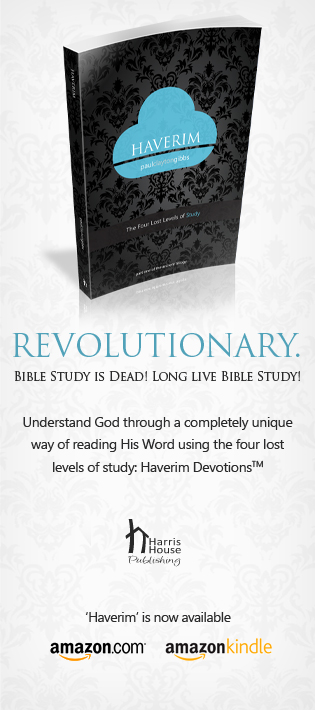 HAVERIM
HAVERIM
paulclaytongibbs
The Four Lost Levels of Study
REVOLUTIONARY.
BIBLE STUDY IS DEAD! LONG LIVE BIBLE STUDY!
Understand God through a completely unique
way of reading His Word using the four lost
levels of study: Haverim Devotions™
Harris
House
Publishing
'Haverim' is now available
amazon.com amazonkindle